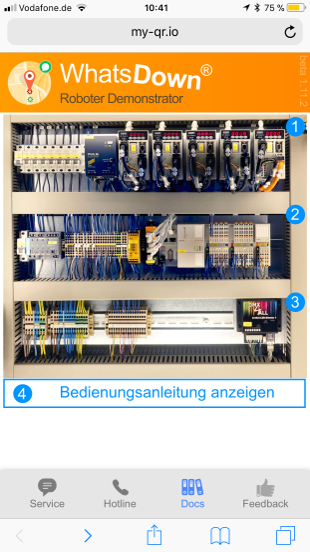 Vodafone.de 10:41 75 %
my-qr.io
WhatsDown®
Roboter Demonstrator
beta 1.11.2
1
2
3
4 Bedienungsanleitung anzeigen
Service Hotline Docs Feedback